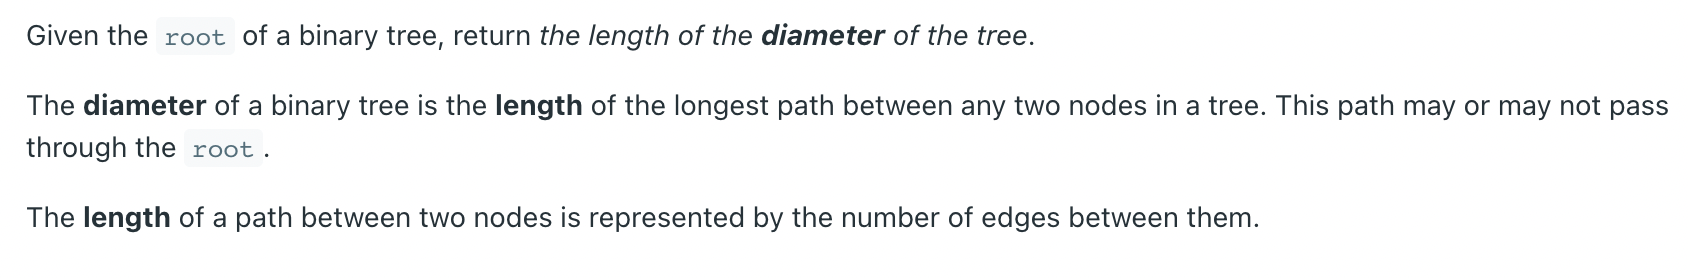 Given the root of a binary tree, return the length of the diameter of the tree.
The diameter of a binary tree is the length of the longest path between any two nodes in a tree. This path may or may not pass
through the root.
The length of a path between two nodes is represented by the number of edges between them.